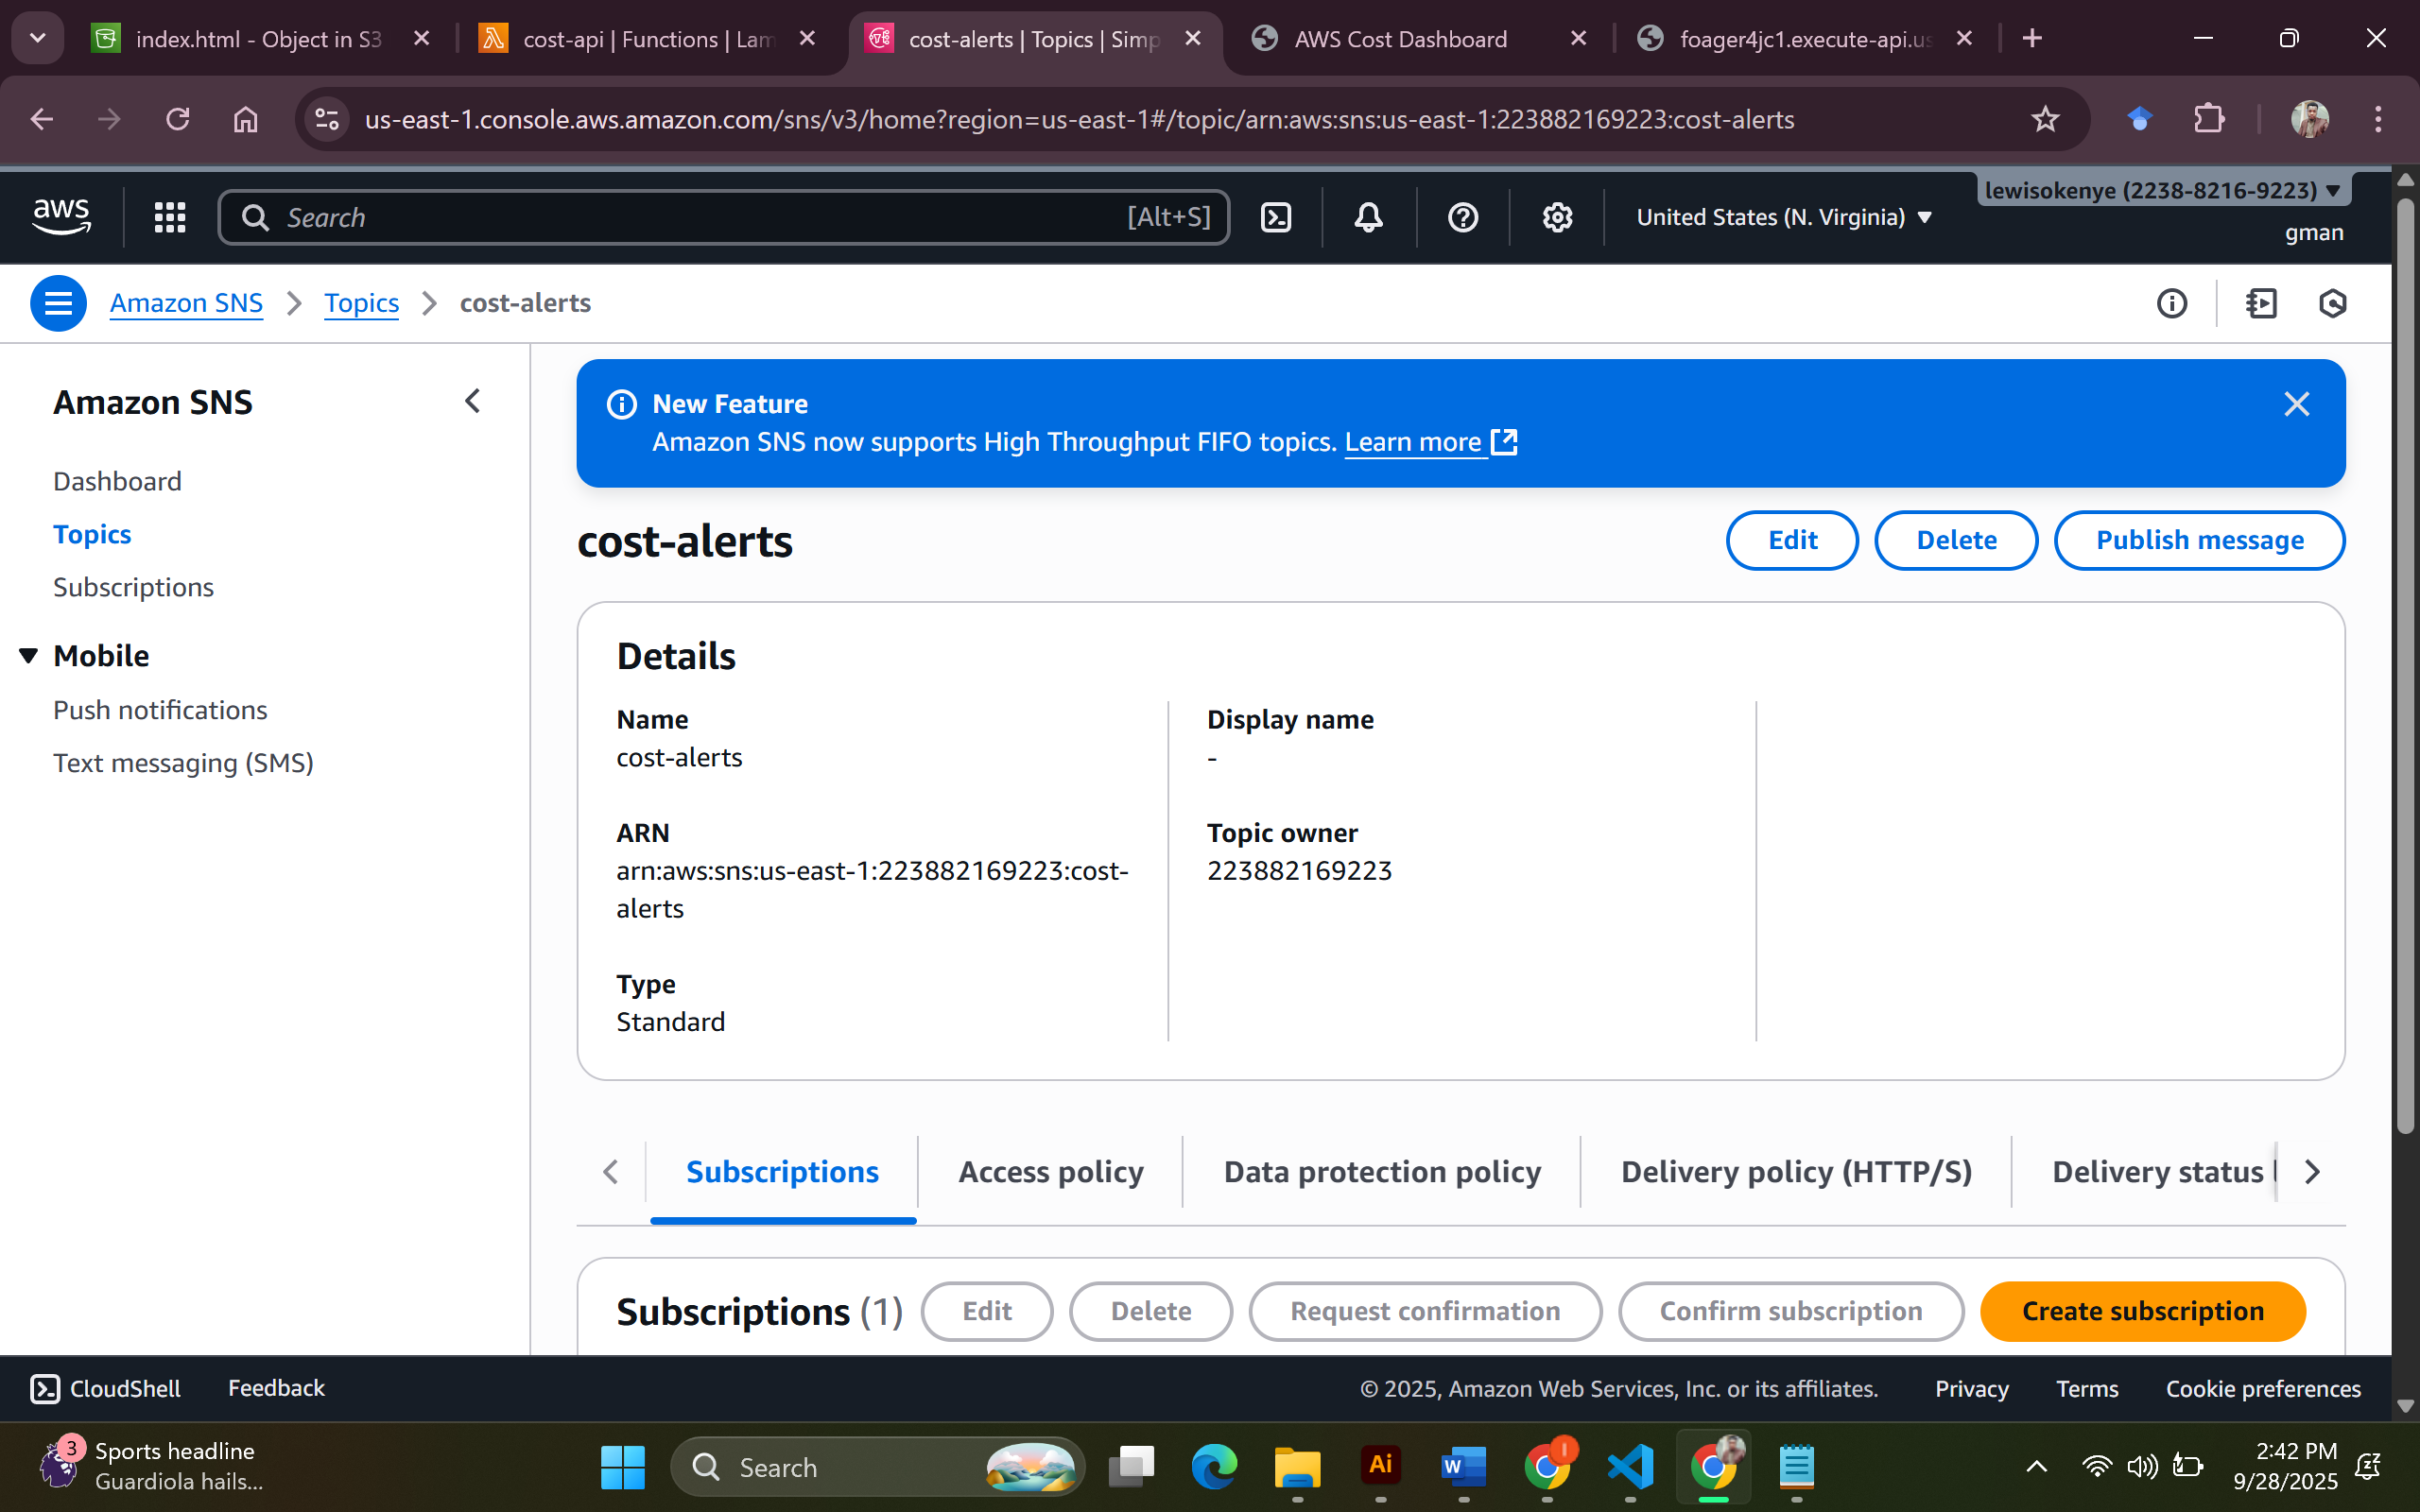 index.html - Object in S3
cost-api | Functions | Lam
cost-alerts | Topics | Simp
AWS Cost Dashboard
foager4jc1.execute-api.us
us-east-1.console.aws.amazon.com/sns/v3/home?region=us-east-1#/topic/arn:aws:sns:us-east-1:223882169223:cost-alerts
aws
Search
[Alt+S]
United States (N. Virginia)
lewisokenye (2238-8216-9223)
gman
Amazon SNS
Topics
cost-alerts
Amazon SNS
Dashboard
Topics
Subscriptions
Mobile
Push notifications
Text messaging (SMS)
New Feature
Amazon SNS now supports High Throughput FIFO topics. Learn more
cost-alerts
Edit
Delete
Publish message
Details
Name
cost-alerts
Display name
-
ARN
arn:aws:sns:us-east-1:223882169223:cost-
alerts
Topic owner
223882169223
Type
Standard
Subscriptions
Access policy
Data protection policy
Delivery policy (HTTP/S)
Delivery status
Subscriptions (1)
Edit
Delete
Request confirmation
Confirm subscription
Create subscription
CloudShell
Feedback
© 2025, Amazon Web Services, Inc. or its affiliates.
Privacy
Terms
Cookie preferences
3
Sports headline
Guardiola hails...
Search
Ai
W
2:42 PM
9/28/2025